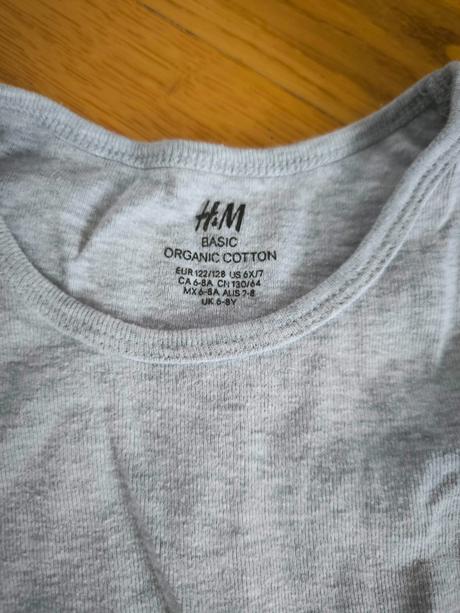 H&M
BASIC
ORGANIC COTTON
EUR 122/128 US 6X/7
CA 6-8A CN 130/64
MX 6-8A AUS 7-8
UK 6-8Y